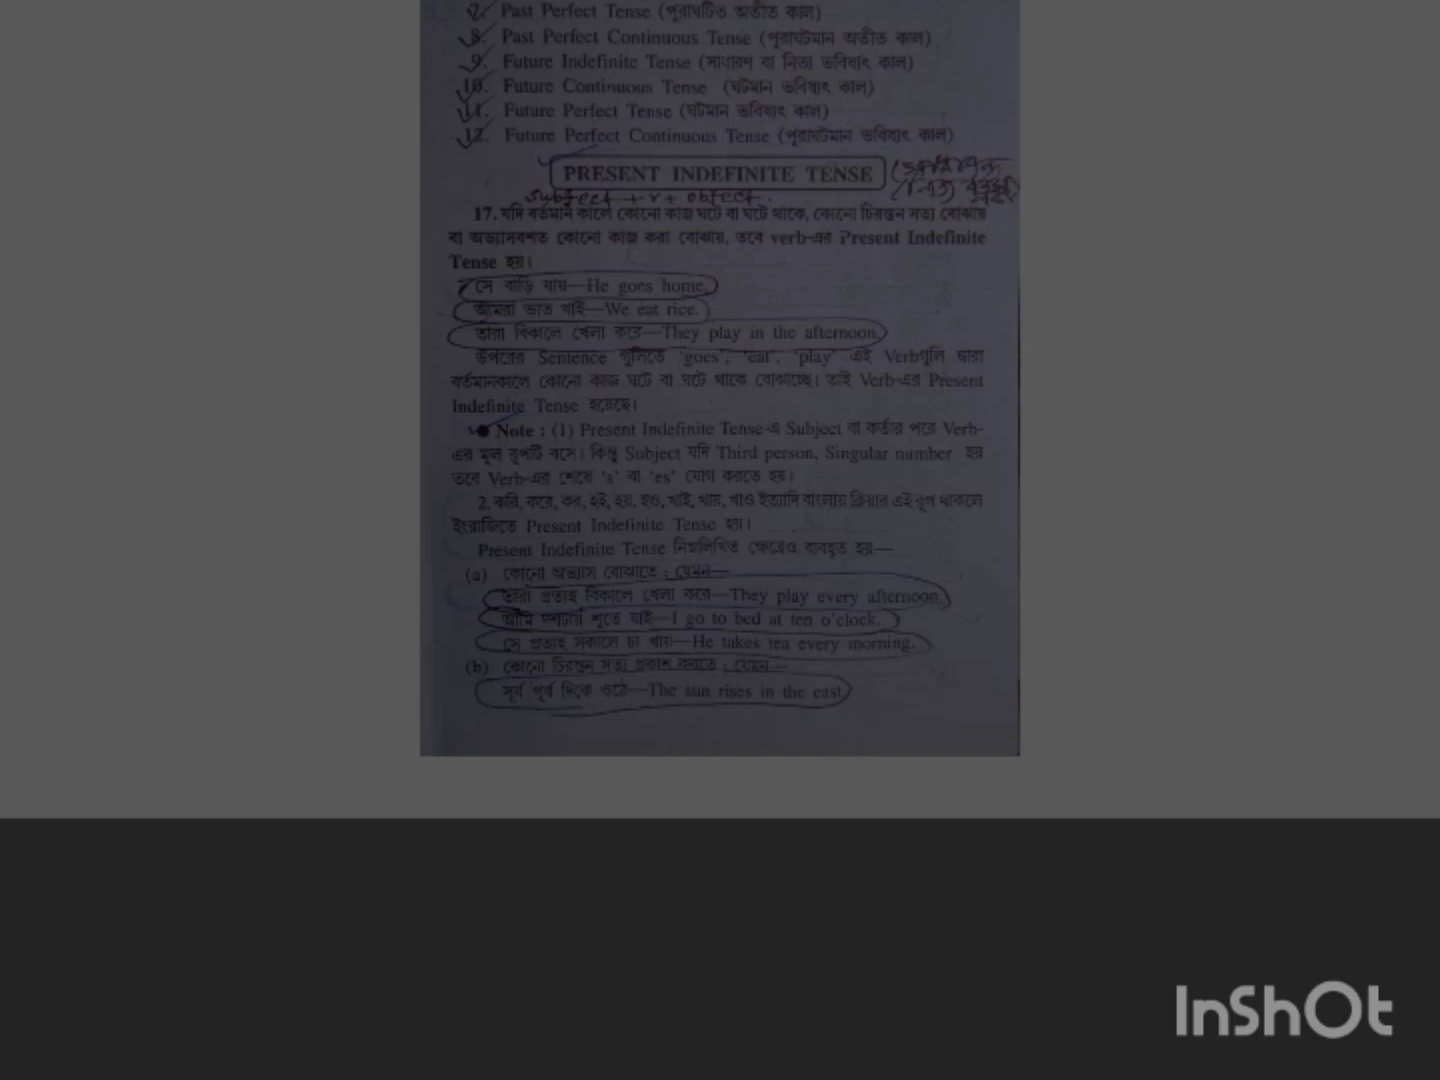 7. Past Perfect Tense (পুরাঘটিত অতীত কাল)
8. Past Perfect Continuous Tense (পুরাঘটমান অতীত কাল)
9. Future Indefinite Tense (সাধারণ বা নিত্য ভবিষ্যৎ কাল)
10. Future Continuous Tense (ঘটমান ভবিষ্যৎ কাল)
11. Future Perfect Tense (ঘটমান ভবিষ্যৎ কাল)
12. Future Perfect Continuous Tense (পুরাঘটমান ভবিষ্যৎ কাল)
PRESENT INDEFINITE TENSE
Subject + v + object.
17. যদি বর্তমান কালে কোনো কাজ ঘটে বা ঘটে থাকে, কোনো চিরন্তন সত্য বোঝায়
বা অভ্যাসবশত কোনো কাজ করা বোঝায়, তবে verb-এর Present Indefinite
Tense হয়।
সে বাড়ি যায়—He goes home.
আমরা ভাত খাই—We eat rice.
তারা বিকালে খেলা করে—They play in the afternoon.
উপরের Sentence গুলিতে 'goes', 'eat', 'play' এই Verbগুলি দ্বারা
বর্তমানকালে কোনো কাজ ঘটে বা ঘটে থাকে বোঝাচ্ছে। তাই Verb-এর Present
Indefinite Tense হয়েছে।
● Note : (1) Present Indefinite Tense-এ Subject বা কর্তার পরে Verb-
এর মূল রূপটি বসে। কিন্তু Subject যদি Third person, Singular number হয়
তবে Verb-এর শেষে 's' বা 'es' যোগ করতে হয়।
2. করি, করে, কর, হই, হয়, হও, খাই, খায়, খাও ইত্যাদি বাংলায় ক্রিয়ার এই রূপ থাকলে
ইংরাজিতে Present Indefinite Tense হয়।
Present Indefinite Tense নিম্নলিখিত ক্ষেত্রেও ব্যবহৃত হয়—
(a) কোনো অভ্যাস বোঝাতে ; যেমন—
তারা প্রত্যহ বিকালে খেলা করে—They play every afternoon.
আমি দশটায় শুতে যাই—I go to bed at ten o'clock.
সে প্রত্যহ সকালে চা খায়—He takes tea every morning.
(b) কোনো চিরন্তন সত্য প্রকাশ করতে ; যেমন—
সূর্য পূর্ব দিকে ওঠে—The sun rises in the east
InShOt